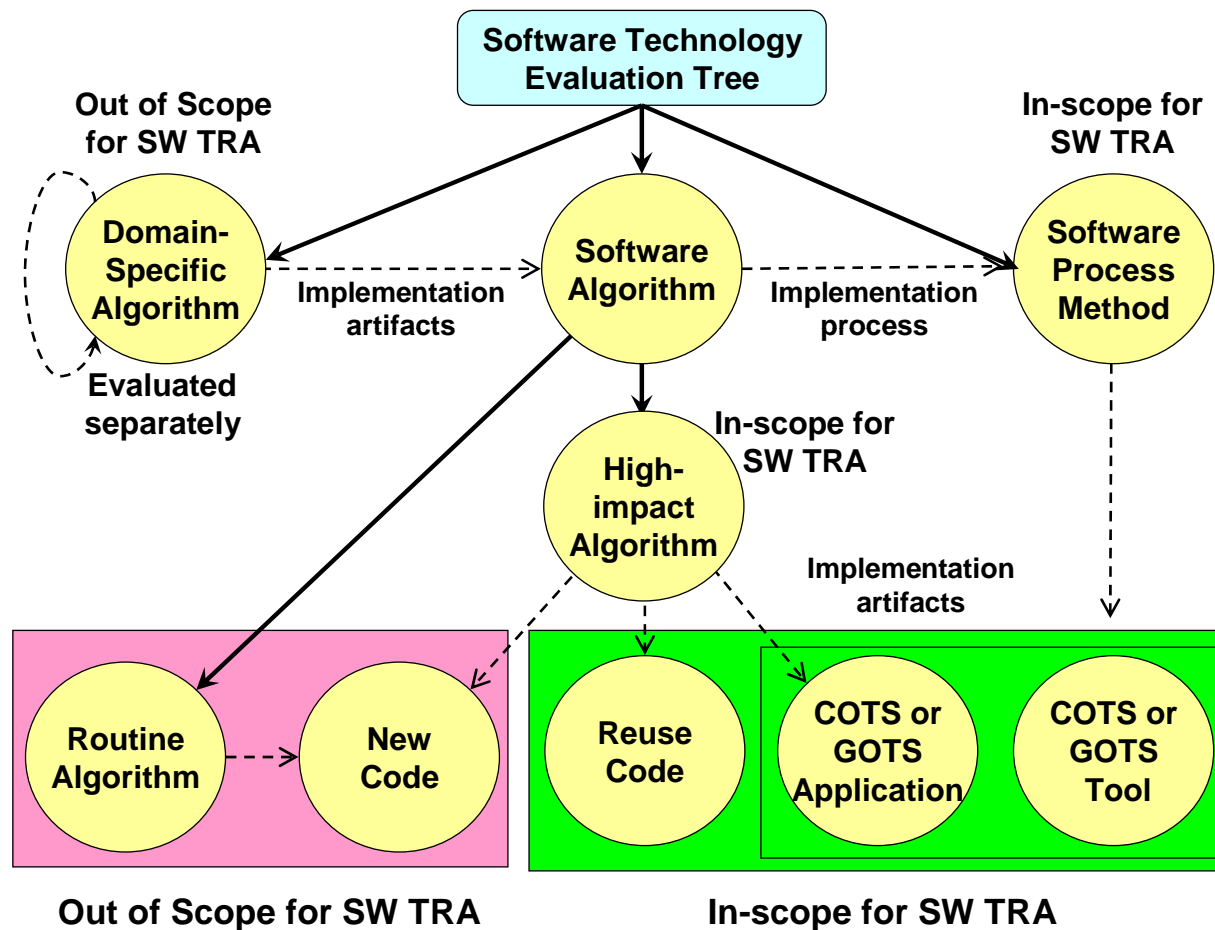 Software Technology
Evaluation Tree
Out of Scope
for SW TRA
In-scope for
SW TRA
Domain-
Specific
Algorithm
Implementation
artifacts
Software
Algorithm
Implementation
process
Software
Process
Method
Evaluated
separately
In-scope for
SW TRA
High-
impact
Algorithm
Implementation
artifacts
Routine
Algorithm
New
Code
Reuse
Code
COTS or
GOTS
Application
COTS or
GOTS
Tool
Out of Scope for SW TRA
In-scope for SW TRA